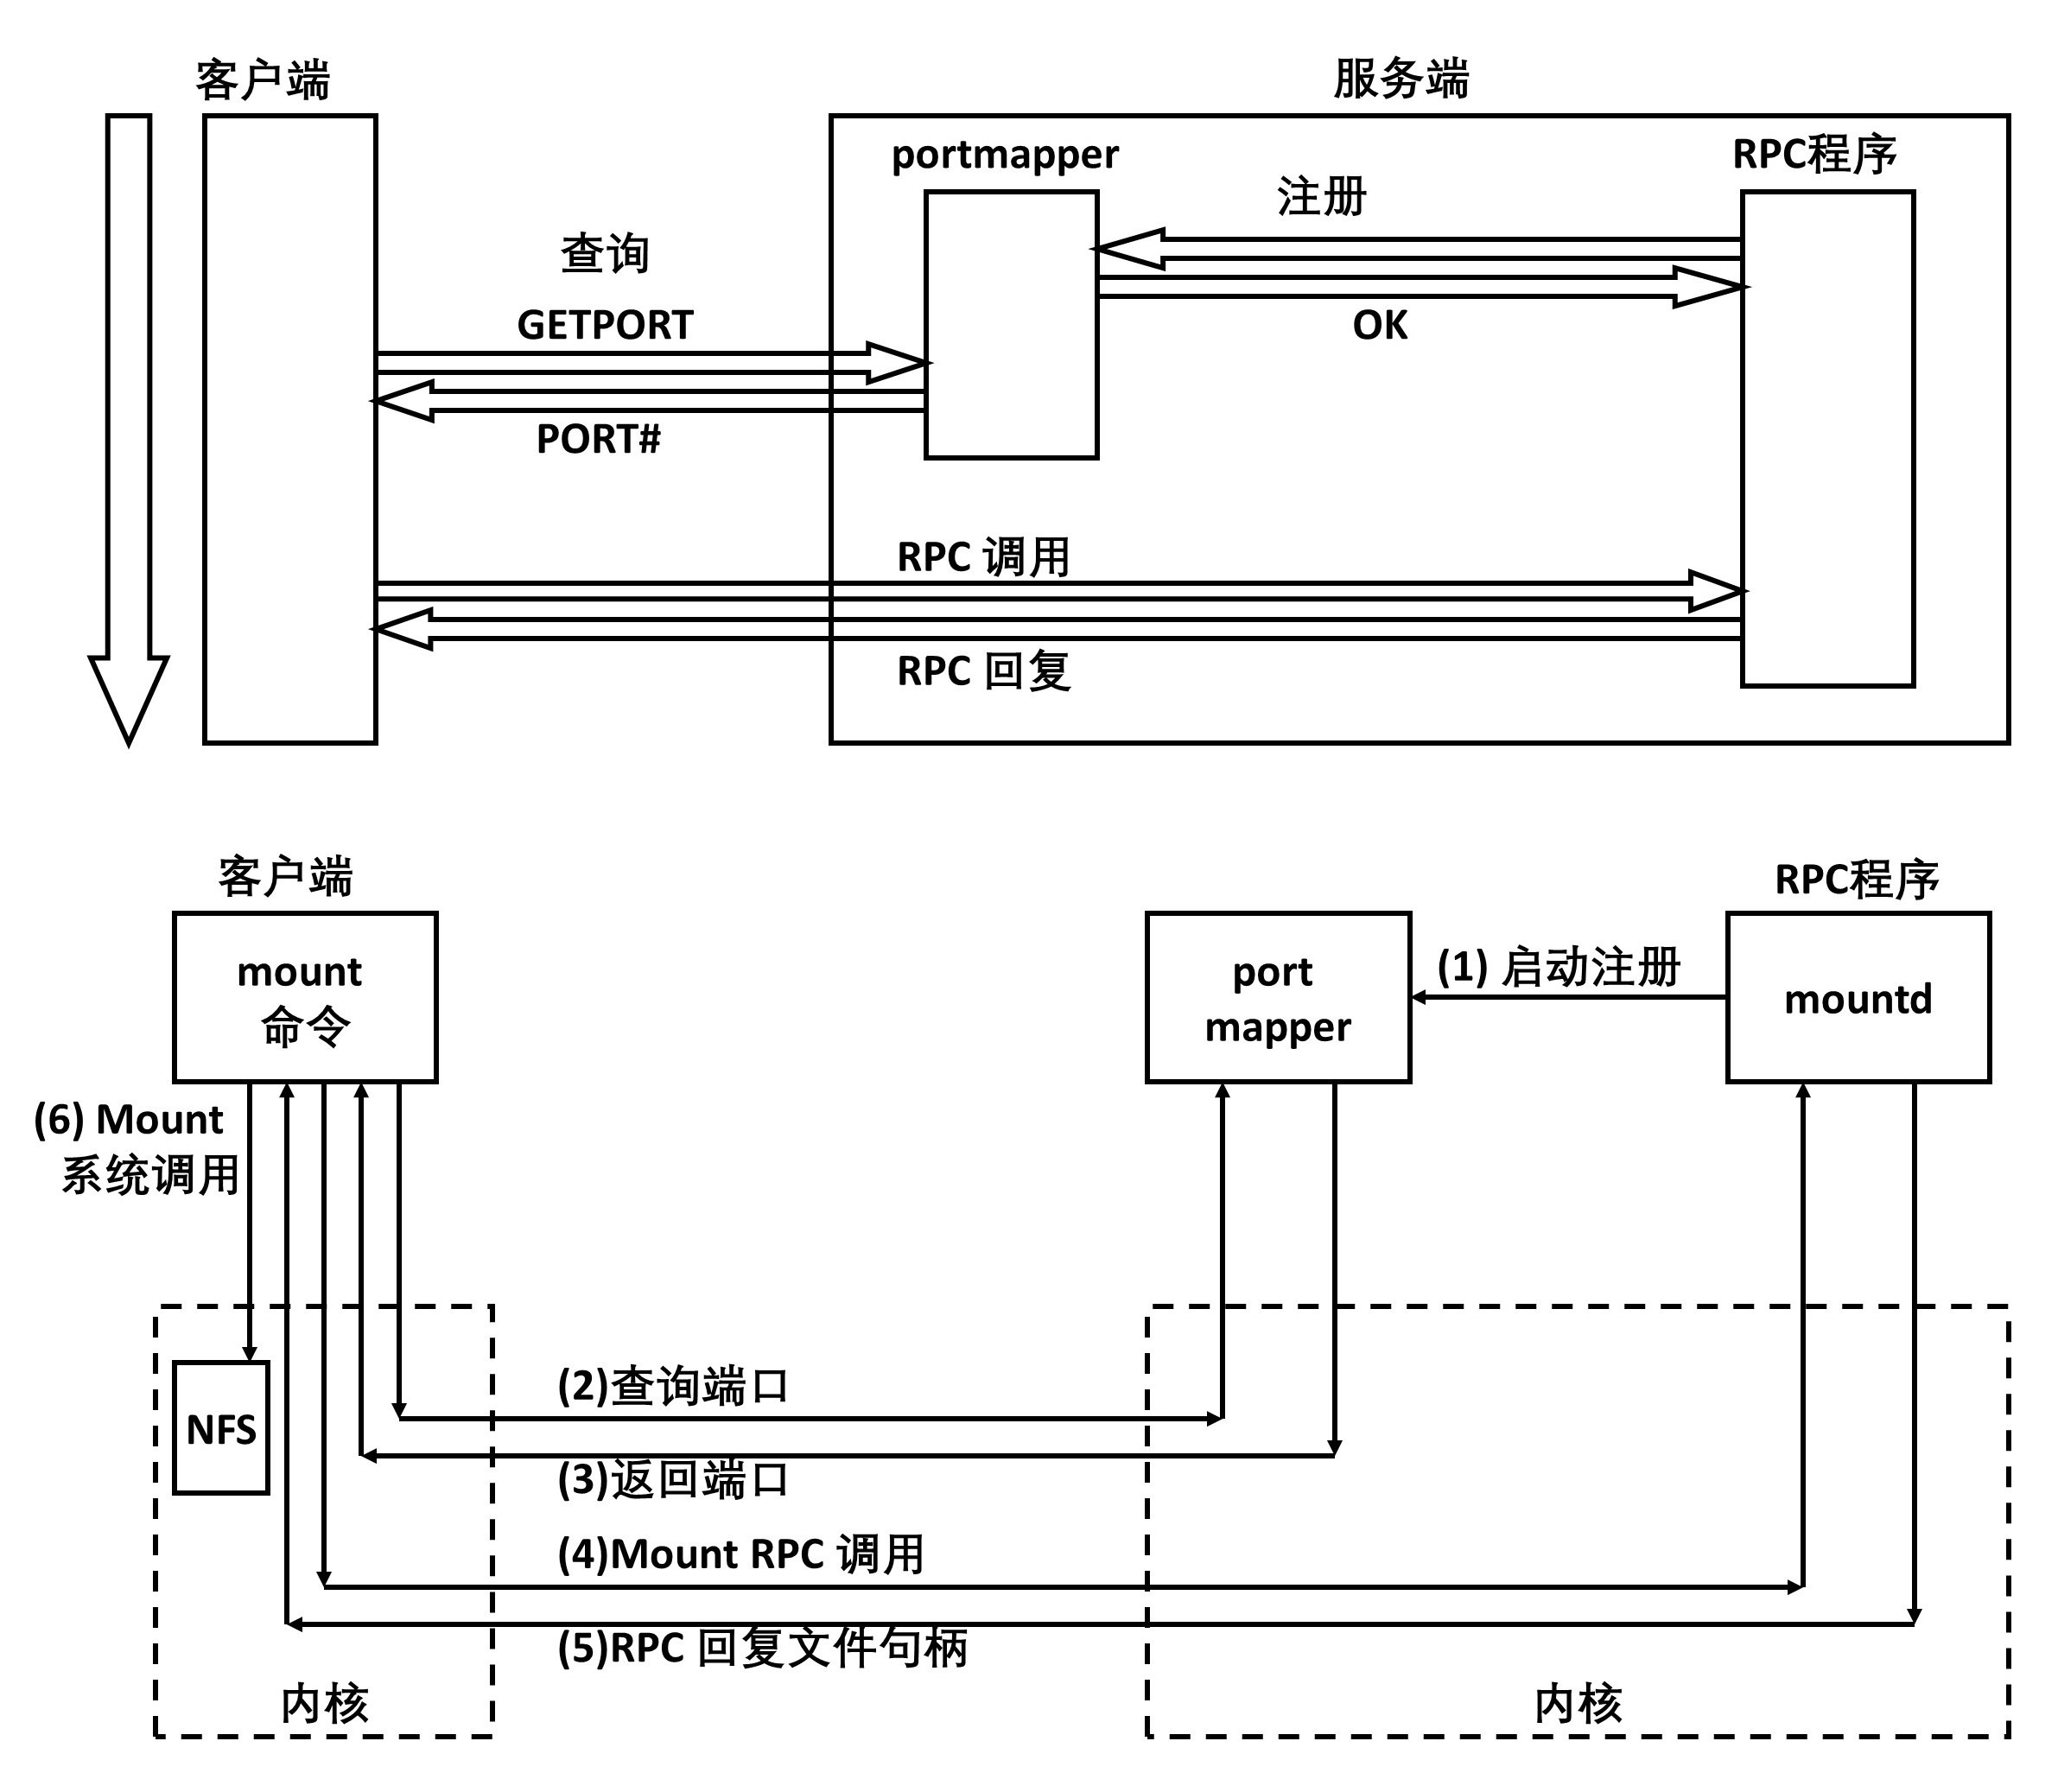 客户端
服务端
portmapper
RPC程序
注册
查询
GETPORT
OK
PORT#
RPC 调用
RPC 回复
客户端
RPC程序
mount
命令
port
mapper
(1) 启动注册
mountd
(6) Mount
系统调用
(2)查询端口
NFS
(3)返回端口
(4)Mount RPC 调用
(5)RPC 回复文件句柄
内核
内核